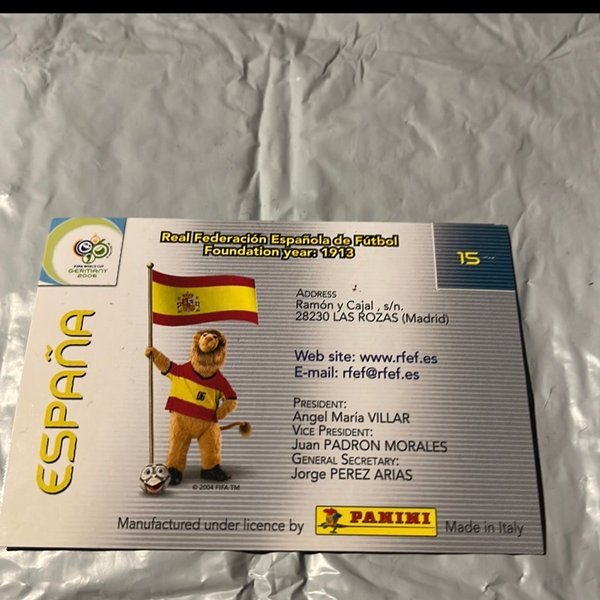 FIFA WORLD CUP
GERMANY
2006
Real Federación Española de Fútbol
Foundation year: 1913
15
ESPAÑA
ADDRESS
Ramón y Cajal , s/n.
28230 LAS ROZAS (Madrid)
Web site: www.rfef.es
E-mail: rfef@rfef.es
PRESIDENT:
Angel María VILLAR
VICE PRESIDENT:
Juan PADRON MORALES
GENERAL SECRETARY:
Jorge PEREZ ARIAS
06
© 2004 FIFA TM
Manufactured under licence by
PANINI
Made in Italy